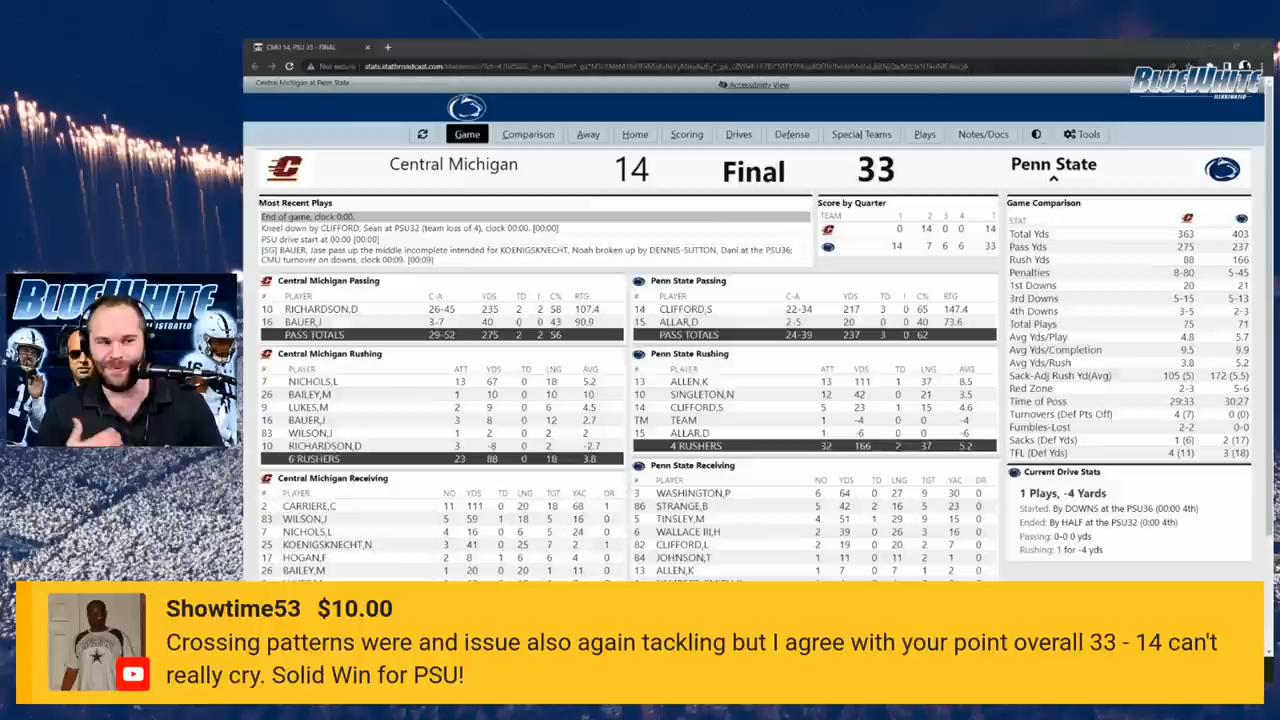 CMU 14, PSU 33 - FINAL
Not secure
Central Michigan at Penn State
Accessibility View
BLUEWHITE
ILLUSTRATED
Game Comparison Away Home Scoring Drives Defense Special Teams Plays Notes/Docs Tools
Central Michigan 14 Final 33 Penn State
Most Recent Plays
End of game, clock 0:00.
Kneel down by CLIFFORD, Sean at PSU32 (team loss of 4), clock 00:00. [00:00]
PSU drive start at 00:00 [00:00]
[SG] BAUER, Jase pass up the middle incomplete intended for KOENIGSKNECHT, Noah broken up by DENNIS-SUTTON, Dani at the PSU36;
CMU turnover on downs, clock 00:09. [00:09]
Score by Quarter
TEAM 1 2 3 4 T
0 14 0 0 14
14 7 6 6 33
Game Comparison
STAT
Total Yds 363 403
Pass Yds 275 237
Rush Yds 88 166
Penalties 8-80 5-45
1st Downs 20 21
3rd Downs 5-15 5-13
4th Downs 3-5 2-3
Total Plays 75 71
Avg Yds/Play 4.8 5.7
Avg Yds/Completion 9.5 9.9
Avg Yds/Rush 3.8 5.2
Sack-Adj Rush Yd(Avg) 105 (5) 172 (5.5)
Red Zone 2-3 5-6
Time of Poss 29:33 30:27
Turnovers (Def Pts Off) 4 (7) 0 (0)
Fumbles-Lost 2-2 0-0
Sacks (Def Yds) 1 (6) 2 (17)
TFL (Def Yds) 4 (11) 3 (18)
Central Michigan Passing
# PLAYER C-A YDS TD I C% RTG
10 RICHARDSON,D 26-45 235 2 2 58 107.4
16 BAUER,J 3-7 40 0 0 43 90.9
PASS TOTALS 29-52 275 2 2 56
Penn State Passing
# PLAYER C-A YDS TD I C% RTG
14 CLIFFORD,S 22-34 217 3 0 65 147.4
15 ALLAR,D 2-5 20 0 0 40 73.6
PASS TOTALS 24-39 237 3 0 62
Central Michigan Rushing
# PLAYER ATT YDS TD LNG AVG
7 NICHOLS,L 13 67 0 18 5.2
26 BAILEY,M 1 10 0 10 10
9 LUKES,M 2 9 0 6 4.5
16 BAUER,J 3 8 0 12 2.7
83 WILSON,J 1 2 0 2 2
10 RICHARDSON,D 3 -8 0 -2.7
6 RUSHERS 23 88 0 18 3.8
Penn State Rushing
# PLAYER ATT YDS TD LNG AVG
13 ALLEN,K 13 111 1 37 8.5
10 SINGLETON,N 12 42 0 21 3.5
14 CLIFFORD,S 5 23 1 15 4.6
TM TEAM 1 -4 0 0 -4
15 ALLAR,D 1 -6 0 0 -6
4 RUSHERS 32 166 2 37 5.2
Central Michigan Receiving
# PLAYER NO YDS TD LNG TGT YAC DR
2 CARRIERE,C 11 111 0 20 18 68 1
83 WILSON,J 5 59 1 18 5 16 0
7 NICHOLS,L 4 16 0 6 5 24 0
25 KOENIGSKNECHT,N 3 41 0 25 7 2 1
17 HOGAN,F 2 8 1 6 6 4 0
26 BAILEY,M 1 20 0 20 1 11 0
Penn State Receiving
# PLAYER NO YDS TD LNG TGT YAC DR
3 WASHINGTON,P 6 64 0 27 9 30 0
86 STRANGE,B 5 42 2 16 5 23 0
5 TINSLEY,M 4 51 1 29 9 15 0
6 WALLACE III,H 2 39 0 26 3 16 0
82 CLIFFORD,L 2 19 0 20 2 7 0
84 JOHNSON,T 1 11 0 11 2 1 0
13 ALLEN,K 1 7 0 7 1 2 0
Current Drive Stats
1 Plays, -4 Yards
Started: By DOWNS at the PSU36 (00:00 4th)
Ended: By HALF at the PSU32 (0:00 4th)
Passing: 0-0 0 yds
Rushing: 1 for -4 yds
BLUEWHITE
ILLUSTRATED
Showtime53 $10.00
Crossing patterns were and issue also again tackling but I agree with your point overall 33 - 14 can't
really cry. Solid Win for PSU!